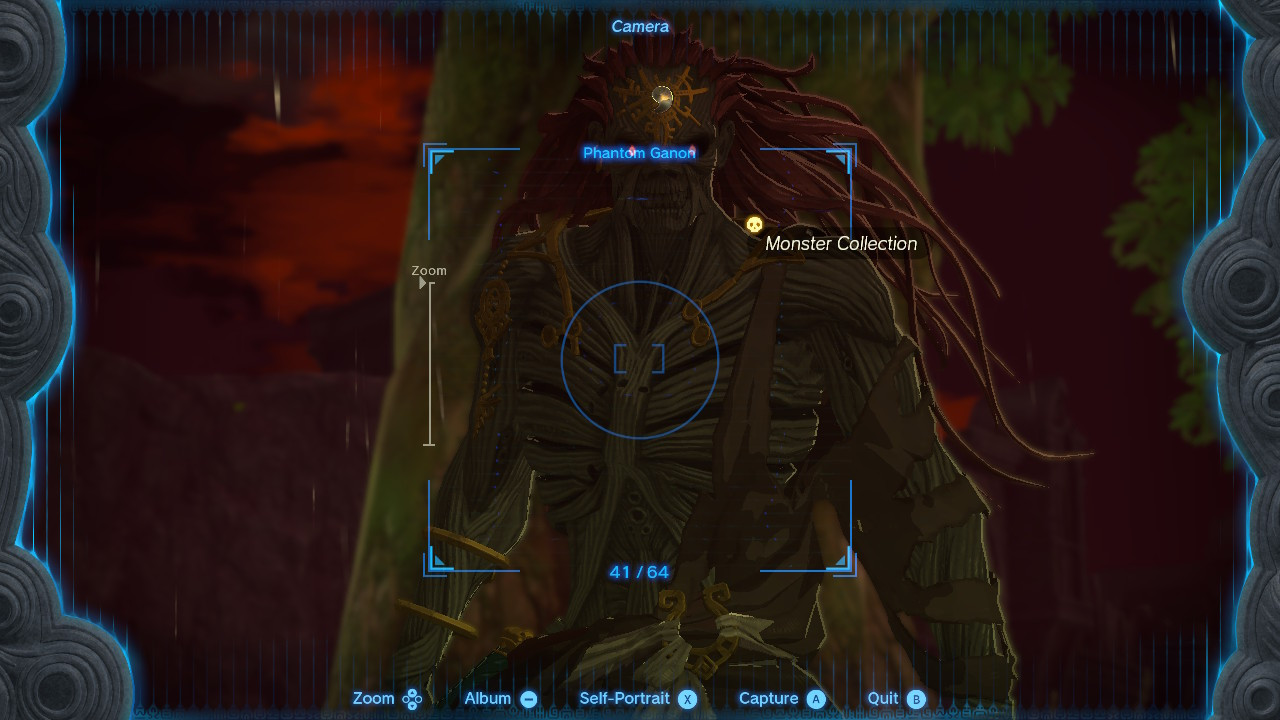 Camera
Phantom Ganon
Monster Collection
Zoom
41 / 64
Zoom
Album
Self-Portrait X
Capture A
Quit B